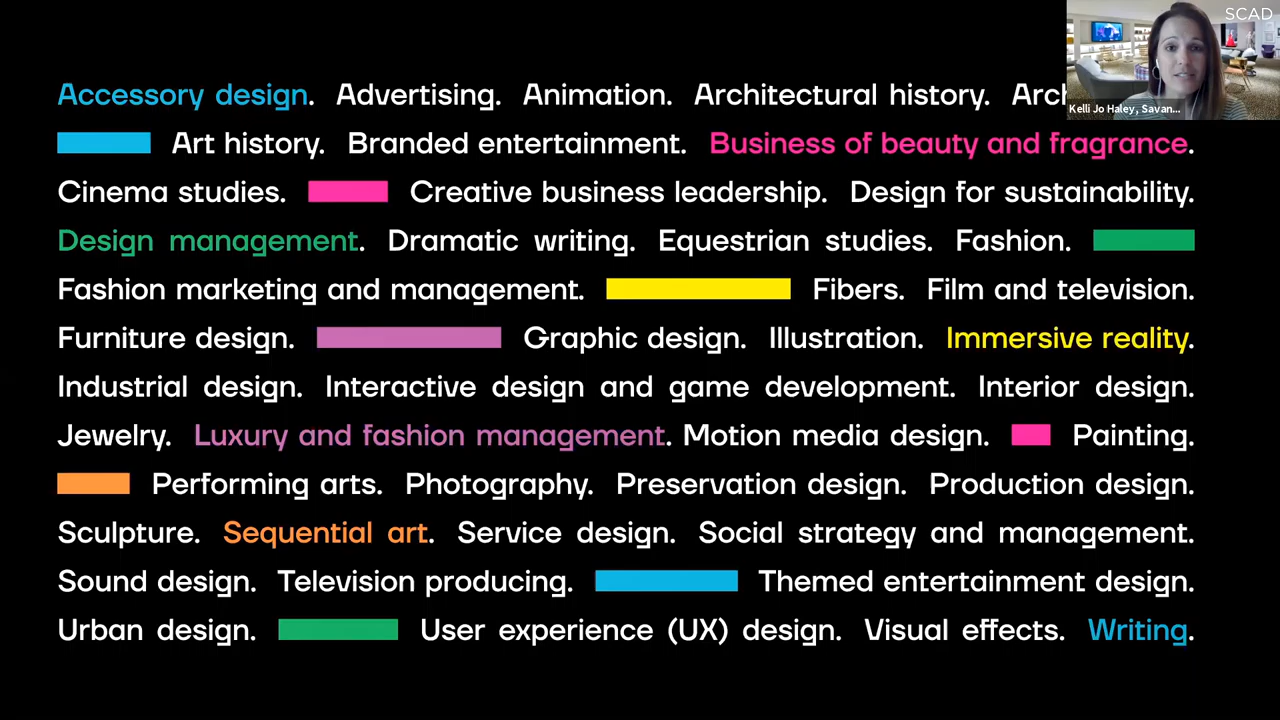 SCAD
Kelli Jo Haley, Savan...
Accessory design. Advertising. Animation. Architectural history.
Art history. Branded entertainment. Business of beauty and fragrance.
Cinema studies. Creative business leadership. Design for sustainability.
Design management. Dramatic writing. Equestrian studies. Fashion.
Fashion marketing and management. Fibers. Film and television.
Furniture design. Graphic design. Illustration. Immersive reality.
Industrial design. Interactive design and game development. Interior design.
Jewelry. Luxury and fashion management. Motion media design. Painting.
Performing arts. Photography. Preservation design. Production design.
Sculpture. Sequential art. Service design. Social strategy and management.
Sound design. Television producing. Themed entertainment design.
Urban design. User experience (UX) design. Visual effects. Writing.